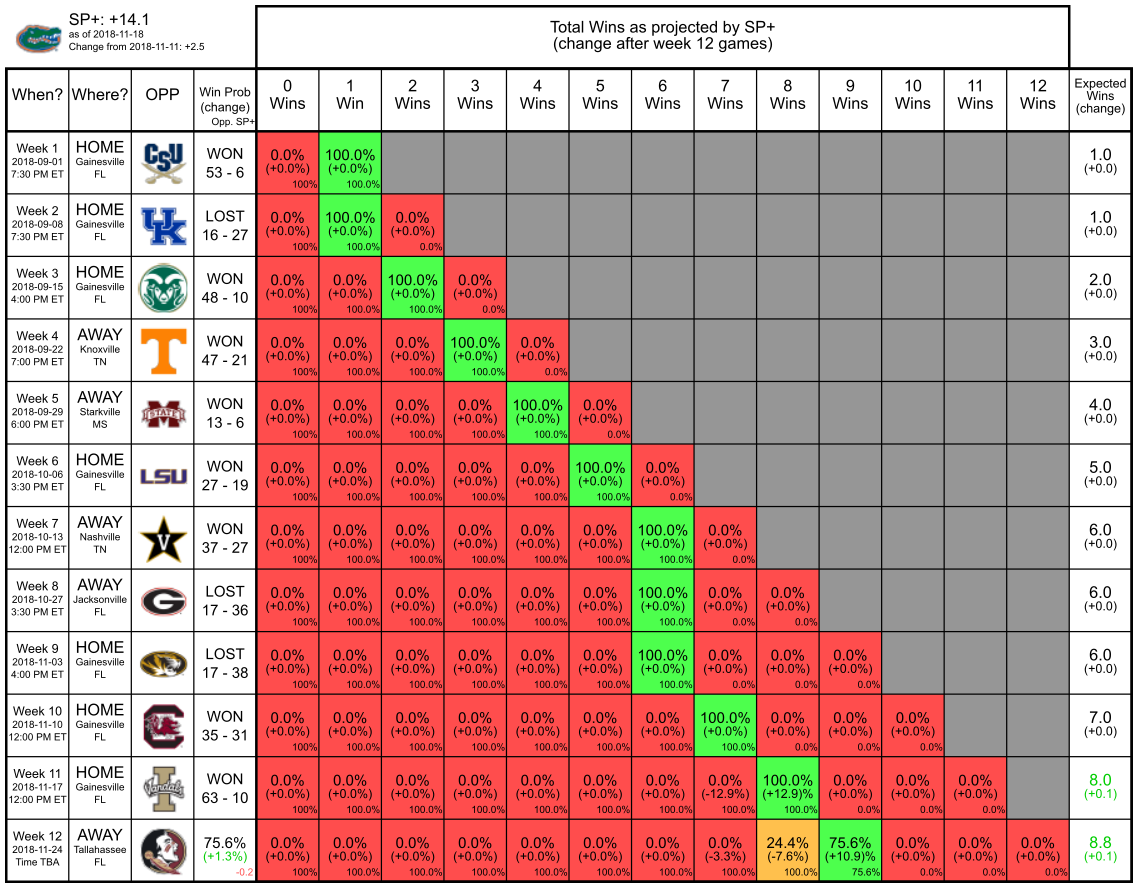 SP+: +14.1
as of 2018-11-18
Change from 2018-11-11: +2.5
Total Wins as projected by SP+
(change after week 12 games)
When? Where? OPP Win Prob (change) Opp. SP+ 0 Wins 1 Win 2 Wins 3 Wins 4 Wins 5 Wins 6 Wins 7 Wins 8 Wins 9 Wins 10 Wins 11 Wins 12 Wins Expected Wins (change)
Week 1 HOME CSU WON 0.0% 100.0% 1.0
2018-09-01 Gainesville (+0.0%) (+0.0%) (+0.0)
7:30 PM ET FL 53 - 6 100% 100.0%
Week 2 HOME UK LOST 0.0% 100.0% 0.0% 1.0
2018-09-08 Gainesville (+0.0%) (+0.0%) (+0.0%) (+0.0)
7:30 PM ET FL 16 - 27 100% 100.0% 0.0%
Week 3 HOME WON 0.0% 0.0% 100.0% 0.0% 2.0
2018-09-15 Gainesville (+0.0%) (+0.0%) (+0.0%) (+0.0%) (+0.0)
4:00 PM ET FL 48 - 10 100% 100.0% 100.0% 0.0%
Week 4 AWAY T WON 0.0% 0.0% 0.0% 100.0% 0.0% 3.0
2018-09-22 Knoxville (+0.0%) (+0.0%) (+0.0%) (+0.0%) (+0.0%) (+0.0)
7:00 PM ET TN 47 - 21 100% 100.0% 100.0% 100.0% 0.0%
Week 5 AWAY STATE WON 0.0% 0.0% 0.0% 0.0% 100.0% 0.0% 4.0
2018-09-29 Starkville (+0.0%) (+0.0%) (+0.0%) (+0.0%) (+0.0%) (+0.0%) (+0.0)
6:00 PM ET MS 13 - 6 100% 100.0% 100.0% 100.0% 100.0% 0.0%
Week 6 HOME LSU WON 0.0% 0.0% 0.0% 0.0% 0.0% 100.0% 0.0% 5.0
2018-10-06 Gainesville (+0.0%) (+0.0%) (+0.0%) (+0.0%) (+0.0%) (+0.0%) (+0.0%) (+0.0)
3:30 PM ET FL 27 - 19 100% 100.0% 100.0% 100.0% 100.0% 100.0% 0.0%
Week 7 AWAY V WON 0.0% 0.0% 0.0% 0.0% 0.0% 0.0% 100.0% 0.0% 6.0
2018-10-13 Nashville (+0.0%) (+0.0%) (+0.0%) (+0.0%) (+0.0%) (+0.0%) (+0.0%) (+0.0%) (+0.0)
12:00 PM ET TN 37 - 27 100% 100.0% 100.0% 100.0% 100.0% 100.0% 100.0% 0.0%
Week 8 AWAY G LOST 0.0% 0.0% 0.0% 0.0% 0.0% 0.0% 100.0% 0.0% 0.0% 6.0
2018-10-27 Jacksonville (+0.0%) (+0.0%) (+0.0%) (+0.0%) (+0.0%) (+0.0%) (+0.0%) (+0.0%) (+0.0%) (+0.0)
3:30 PM ET FL 17 - 36 100% 100.0% 100.0% 100.0% 100.0% 100.0% 100.0% 0.0% 0.0%
Week 9 HOME LOST 0.0% 0.0% 0.0% 0.0% 0.0% 0.0% 100.0% 0.0% 0.0% 0.0% 6.0
2018-11-03 Gainesville (+0.0%) (+0.0%) (+0.0%) (+0.0%) (+0.0%) (+0.0%) (+0.0%) (+0.0%) (+0.0%) (+0.0%) (+0.0)
4:00 PM ET FL 17 - 38 100% 100.0% 100.0% 100.0% 100.0% 100.0% 100.0% 0.0% 0.0% 0.0%
Week 10 HOME C WON 0.0% 0.0% 0.0% 0.0% 0.0% 0.0% 0.0% 100.0% 0.0% 0.0% 0.0% 7.0
2018-11-10 Gainesville (+0.0%) (+0.0%) (+0.0%) (+0.0%) (+0.0%) (+0.0%) (+0.0%) (+0.0%) (+0.0%) (+0.0%) (+0.0%) (+0.0)
12:00 PM ET FL 35 - 31 100% 100.0% 100.0% 100.0% 100.0% 100.0% 100.0% 100.0% 0.0% 0.0% 0.0%
Week 11 HOME I Vandals WON 0.0% 0.0% 0.0% 0.0% 0.0% 0.0% 0.0% 0.0% 100.0% 0.0% 0.0% 0.0% 8.0
2018-11-17 Gainesville (+0.0%) (+0.0%) (+0.0%) (+0.0%) (+0.0%) (+0.0%) (+0.0%) (-12.9%) (+12.9)% (+0.0%) (+0.0%) (+0.0%) (+0.1)
12:00 PM ET FL 63 - 10 100% 100.0% 100.0% 100.0% 100.0% 100.0% 100.0% 100.0% 100.0% 0.0% 0.0% 0.0%
Week 12 AWAY 75.6% 0.0% 0.0% 0.0% 0.0% 0.0% 0.0% 0.0% 0.0% 24.4% 75.6% 0.0% 0.0% 0.0% 8.8
2018-11-24 Tallahassee (+1.3%) (+0.0%) (+0.0%) (+0.0%) (+0.0%) (+0.0%) (+0.0%) (+0.0%) (-3.3%) (-7.6%) (+10.9)% (+0.0%) (+0.0%) (+0.0%) (+0.1)
Time TBA FL -0.2 100% 100.0% 100.0% 100.0% 100.0% 100.0% 100.0% 100.0% 100.0% 75.6% 0.0% 0.0% 0.0%